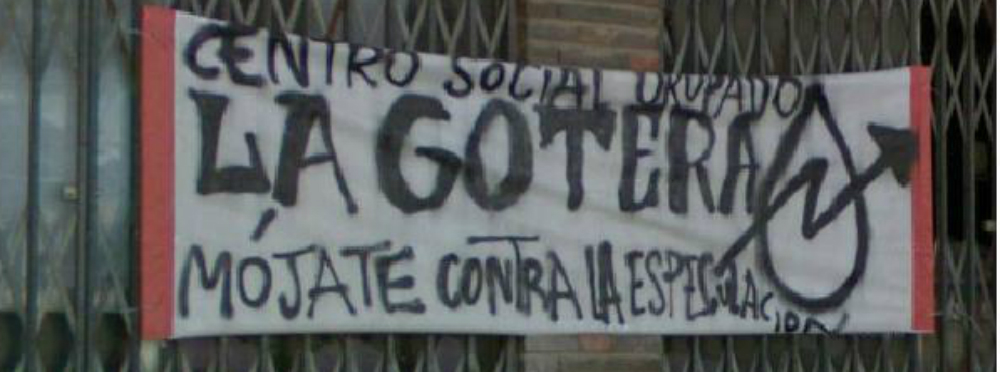 CENTRO SOCIAL OKUPADO
LA GOTERA
MÓJATE CONTRA LA ESPECULACION